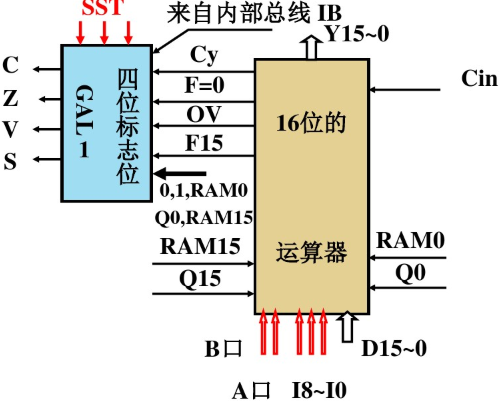 SST
来自内部总线 IB
Y15~0
C
Z
V
S
GAL1
四位标志位
Cy
F=0
OV
F15
0,1,RAM0
Q0,RAM15
RAM15
Q15
16位的
运算器
Cin
RAM0
Q0
B口
D15~0
A口 I8~I0